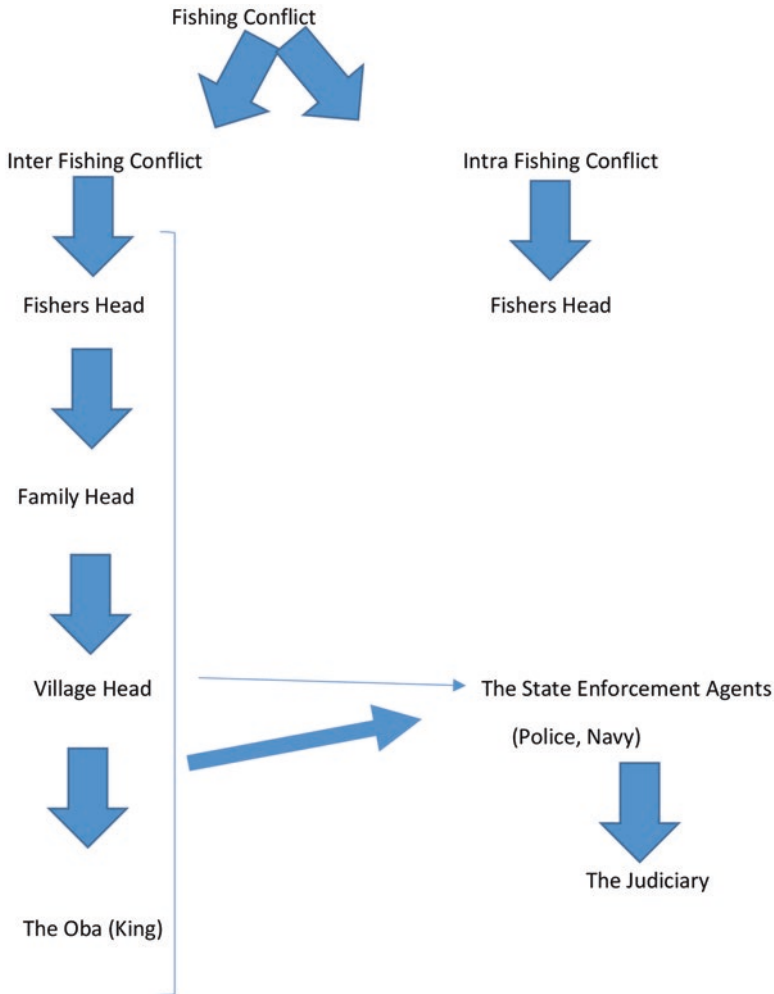 Fishing Conflict
Inter Fishing Conflict
Intra Fishing Conflict
Fishers Head
Fishers Head
Family Head
Village Head
The State Enforcement Agents
(Police, Navy)
The Judiciary
The Oba (King)